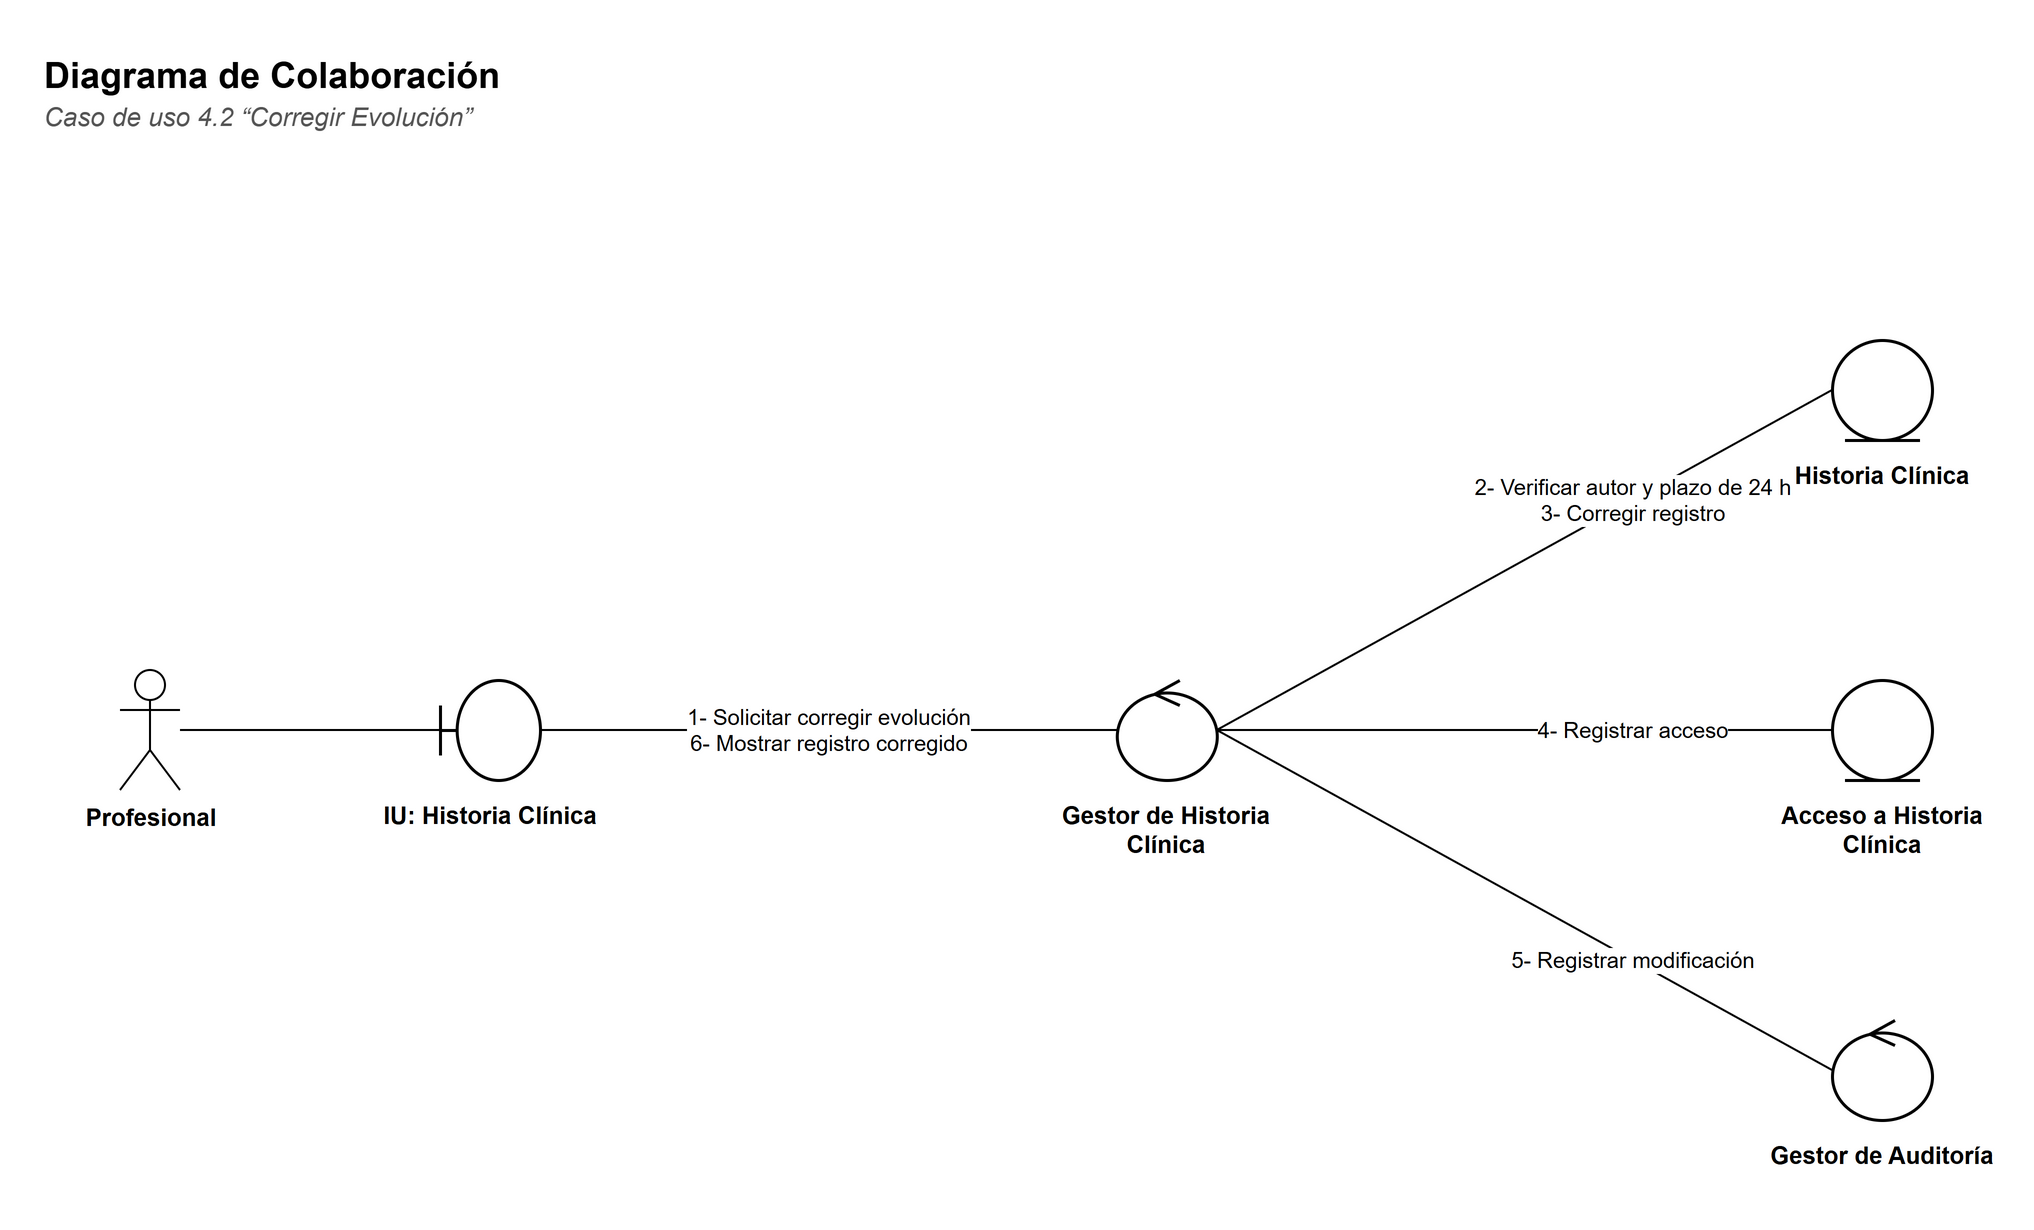 Diagrama de Colaboración
Caso de uso 4.2 “Corregir Evolución”
2- Verificar autor y plazo de 24 h
3- Corregir registro
Historia Clínica
1- Solicitar corregir evolución
6- Mostrar registro corregido
4- Registrar acceso
Profesional
IU: Historia Clínica
Gestor de Historia
Clínica
Acceso a Historia
Clínica
5- Registrar modificación
Gestor de Auditoría